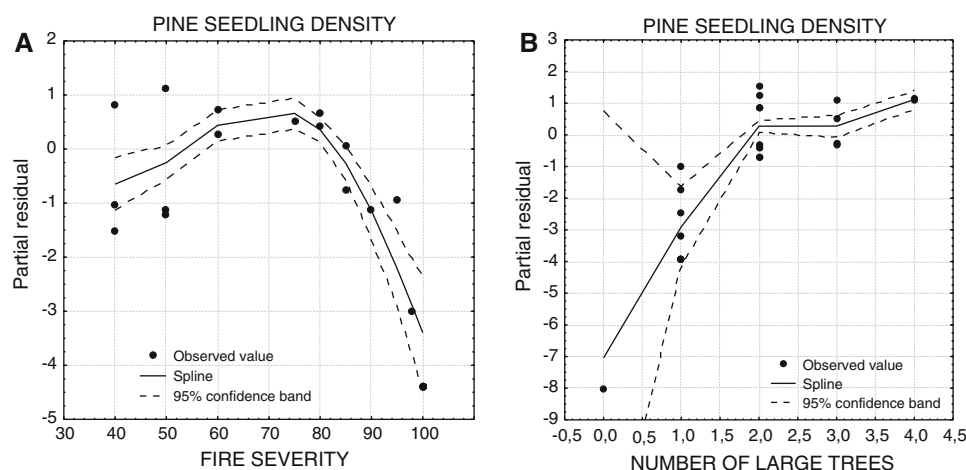 A
PINE SEEDLING DENSITY
2
1
0
-1
-2
-3
-4
-5
Partial residual
Observed value
Spline
95% confidence band
30 40 50 60 70 80 90 100
FIRE SEVERITY
B
PINE SEEDLING DENSITY
3
2
1
0
-1
-2
-3
-4
-5
-6
-7
-8
-9
Partial residual
Observed value
Spline
95% confidence band
-0,5 0,0 0,5 1,0 1,5 2,0 2,5 3,0 3,5 4,0 4,5
NUMBER OF LARGE TREES